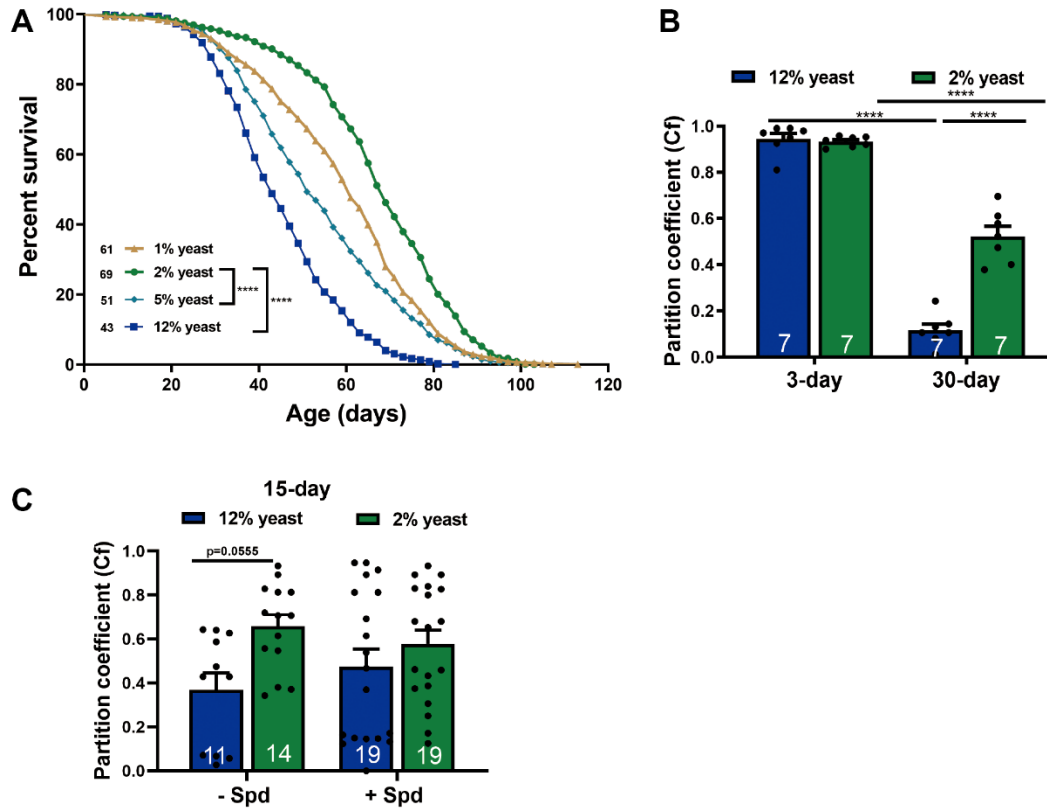 A
Percent survival
100
80
60
40
20
0
61 1% yeast
69 2% yeast
51 5% yeast
43 12% yeast
****
****
0 20 40 60 80 100 120
Age (days)
B
12% yeast 2% yeast
****
**** ****
Partition coefficient (Cf)
1.0
0.8
0.6
0.4
0.2
0.0
7 7 7 7
3-day 30-day
C
15-day
12% yeast 2% yeast
p=0.0555
Partition coefficient (Cf)
1.0
0.8
0.6
0.4
0.2
0.0
11 14 19 19
- Spd + Spd